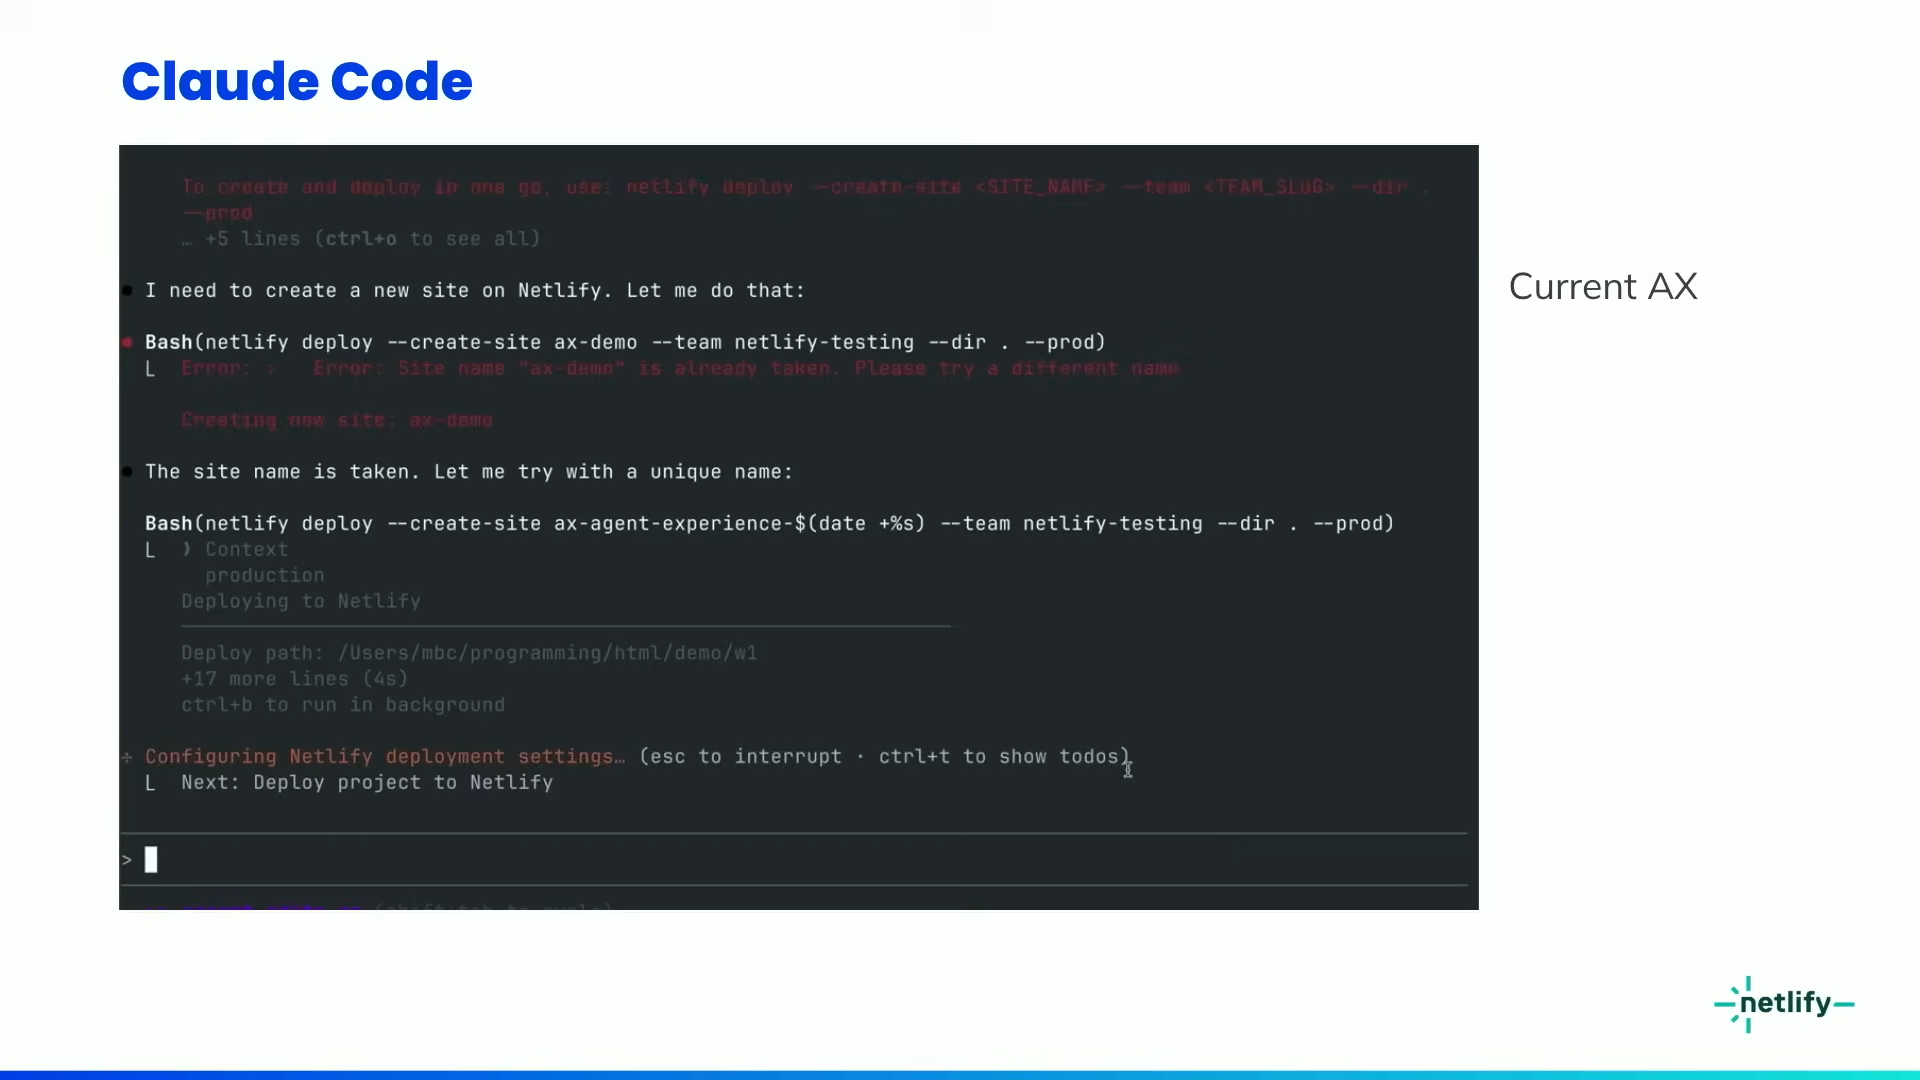 Claude Code
To create and deploy in one go, use: netlify deploy --create-site <SITE_NAME> --team <TEAM_SLUG> --dir .
--prod
… +5 lines (ctrl+o to see all)
● I need to create a new site on Netlify. Let me do that:
Current AX
● Bash(netlify deploy --create-site ax-demo --team netlify-testing --dir . --prod)
Error: › Error: Site name "ax-demo" is already taken. Please try a different name
Creating new site: ax-demo
● The site name is taken. Let me try with a unique name:
Bash(netlify deploy --create-site ax-agent-experience-$(date +%s) --team netlify-testing --dir . --prod)
❯ Context
production
Deploying to Netlify
Deploy path: /Users/mbc/programming/html/demo/w1
+17 more lines (4s)
ctrl+b to run in background
Configuring Netlify deployment settings… (esc to interrupt · ctrl+t to show todos)
Next: Deploy project to Netlify
>
(shift+tab to cycle)
netlify